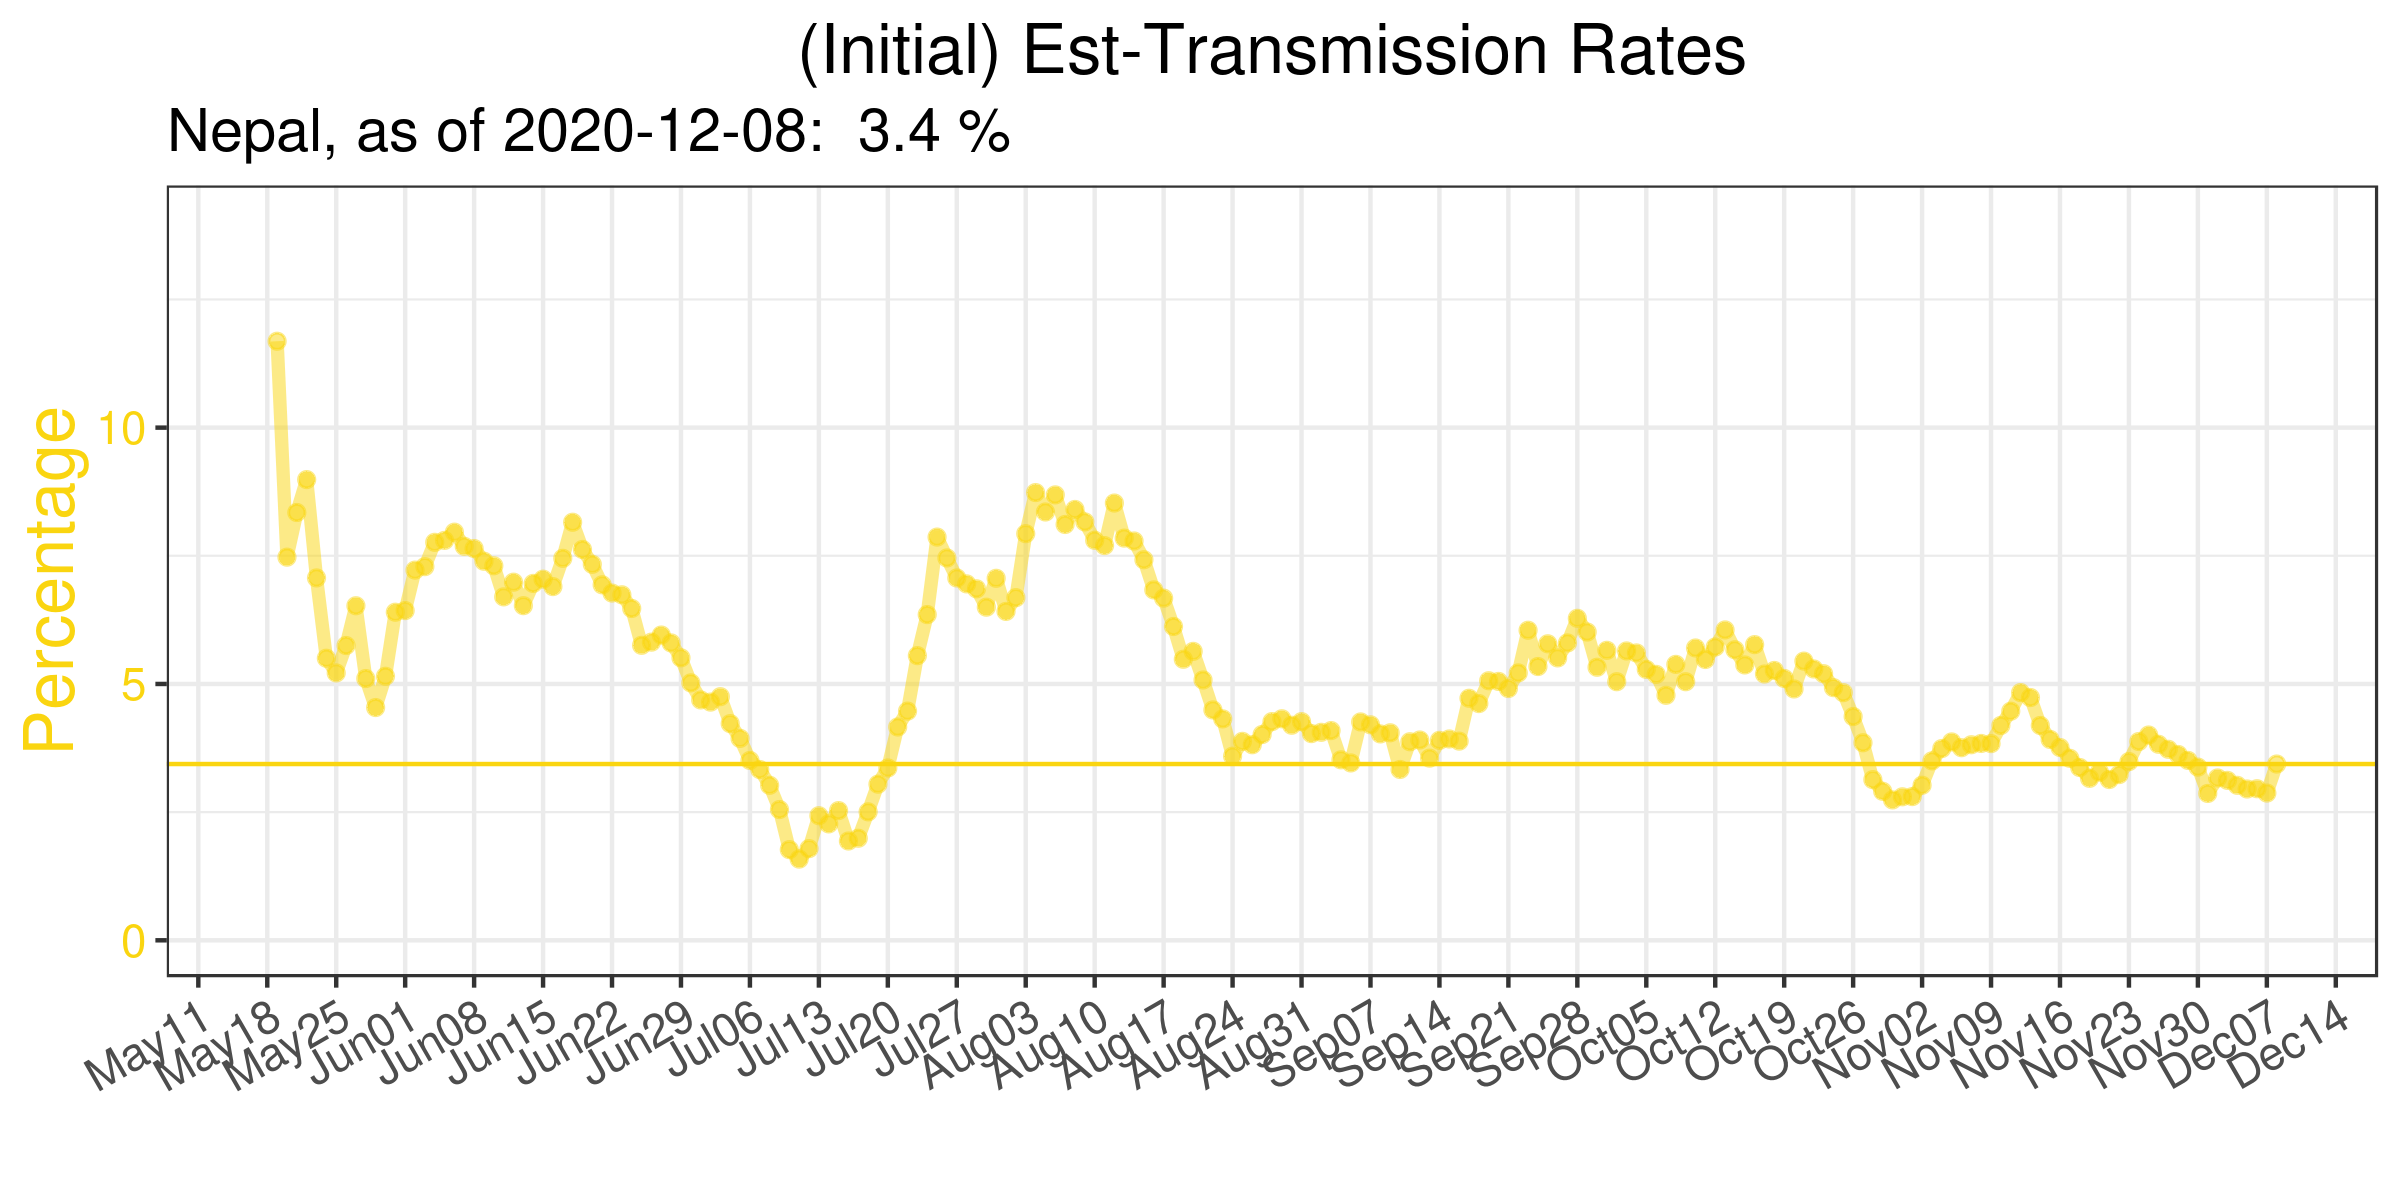 (Initial) Est-Transmission Rates
Nepal, as of 2020-12-08:  3.4 %
Percentage
10
5
0
May11
May18
May25
Jun01
Jun08
Jun15
Jun22
Jun29
Jul06
Jul13
Jul20
Jul27
Aug03
Aug10
Aug17
Aug24
Aug31
Sep07
Sep14
Sep21
Sep28
Oct05
Oct12
Oct19
Oct26
Nov02
Nov09
Nov16
Nov23
Nov30
Dec07
Dec14